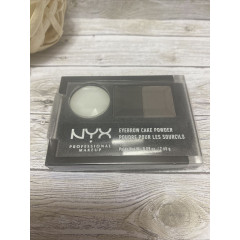 NYX
PROFESSIONAL
MAKEUP
EYEBROW CAKE POWDER
POUDRE POUR LES SOURCILS